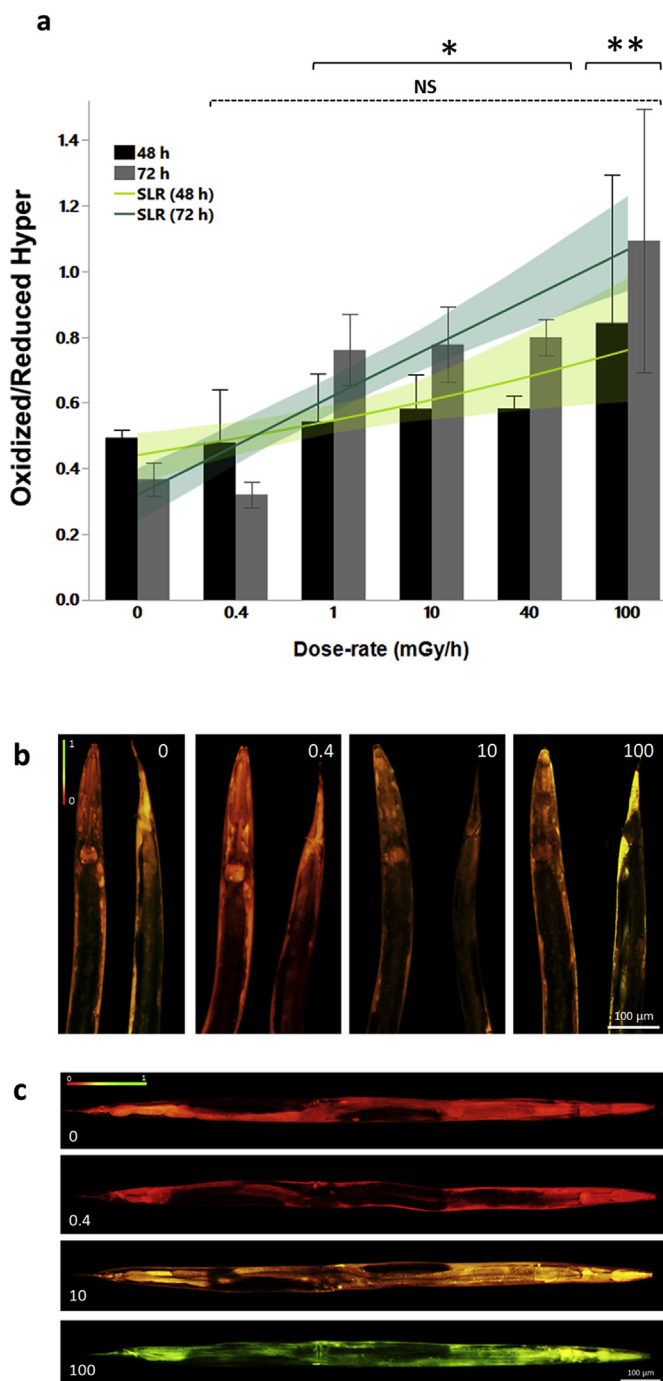 a
*
**
NS
1.4
1.2
1.0
0.8
0.6
0.4
0.2
0.0
Oxidized/Reduced Hyper
48 h
72 h
SLR (48 h)
SLR (72 h)
0 0.4 1 10 40 100
Dose-rate (mGy/h)
b
1
0
0
0.4
10
100
100 µm
c
0 1
0
0.4
10
100
100 µm